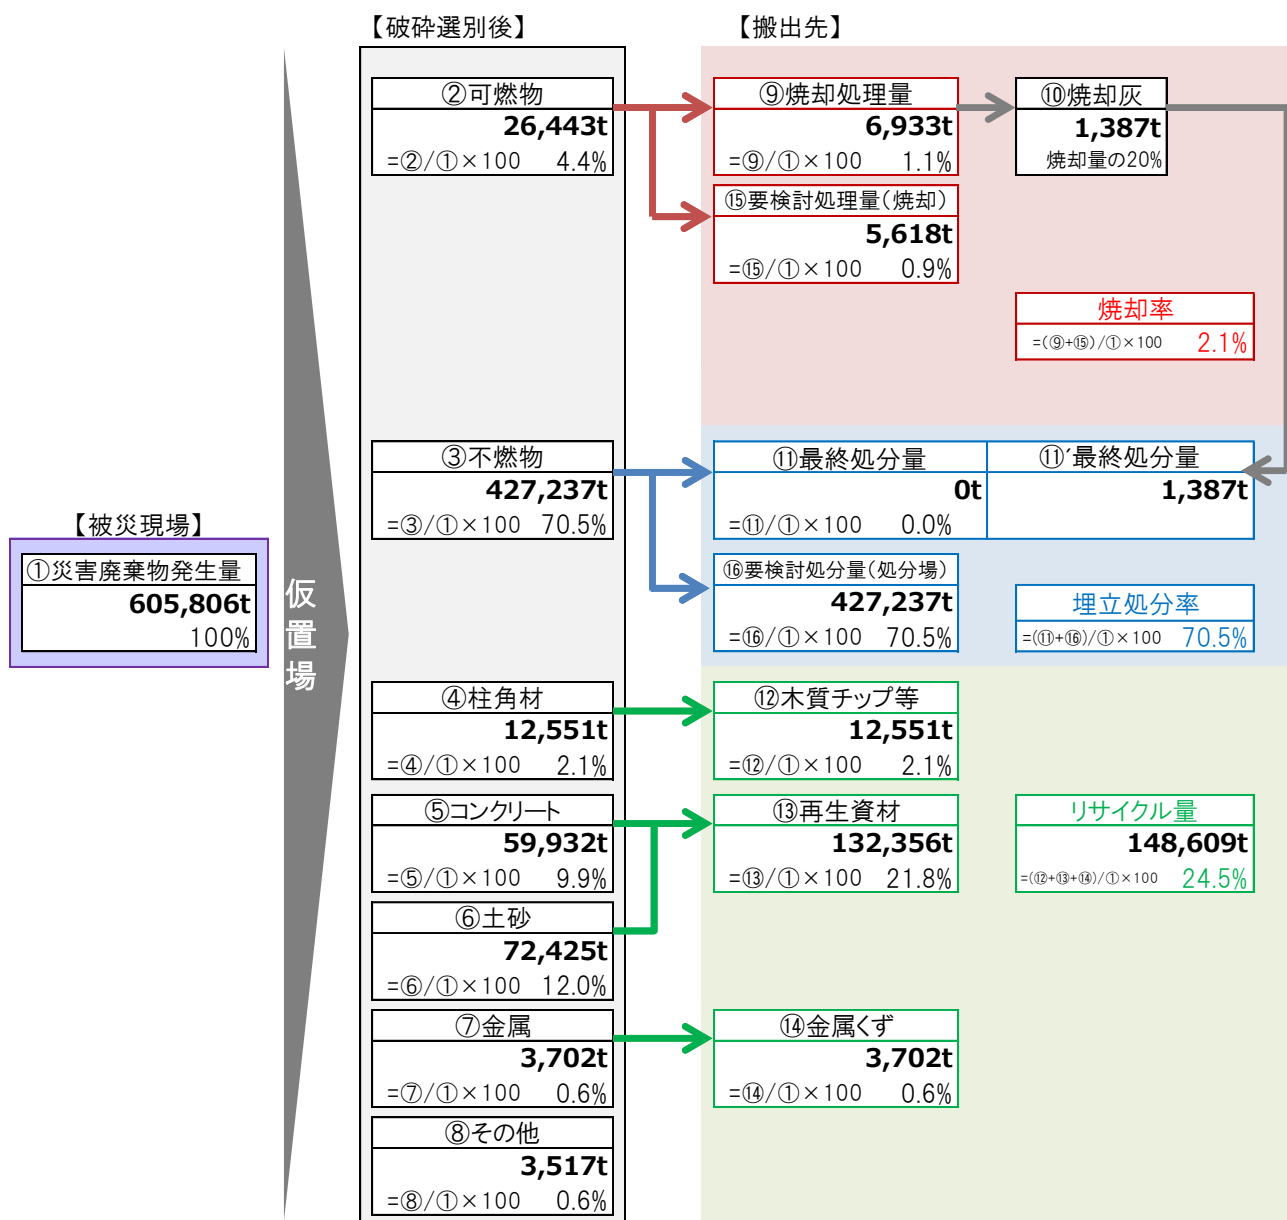 【破砕選別後】
【搬出先】
②可燃物
26,443t
=②/①×100 4.4%
⑨焼却処理量
6,933t
=⑨/①×100 1.1%
⑩焼却灰
1,387t
焼却量の20%
⑮要検討処理量(焼却)
5,618t
=⑮/①×100 0.9%
焼却率
=(⑨+⑮)/①×100 2.1%
③不燃物
427,237t
=③/①×100 70.5%
⑪最終処分量
0t
=⑪/①×100 0.0%
⑪´最終処分量
1,387t
【被災現場】
①災害廃棄物発生量
605,806t
100%
仮置場
⑯要検討処分量(処分場)
427,237t
=⑯/①×100 70.5%
埋立処分率
=(⑪+⑯)/①×100 70.5%
④柱角材
12,551t
=④/①×100 2.1%
⑫木質チップ等
12,551t
=⑫/①×100 2.1%
⑤コンクリート
59,932t
=⑤/①×100 9.9%
⑬再生資材
132,356t
=⑬/①×100 21.8%
リサイクル量
148,609t
=(⑫+⑬+⑭)/①×100 24.5%
⑥土砂
72,425t
=⑥/①×100 12.0%
⑦金属
3,702t
=⑦/①×100 0.6%
⑭金属くず
3,702t
=⑭/①×100 0.6%
⑧その他
3,517t
=⑧/①×100 0.6%